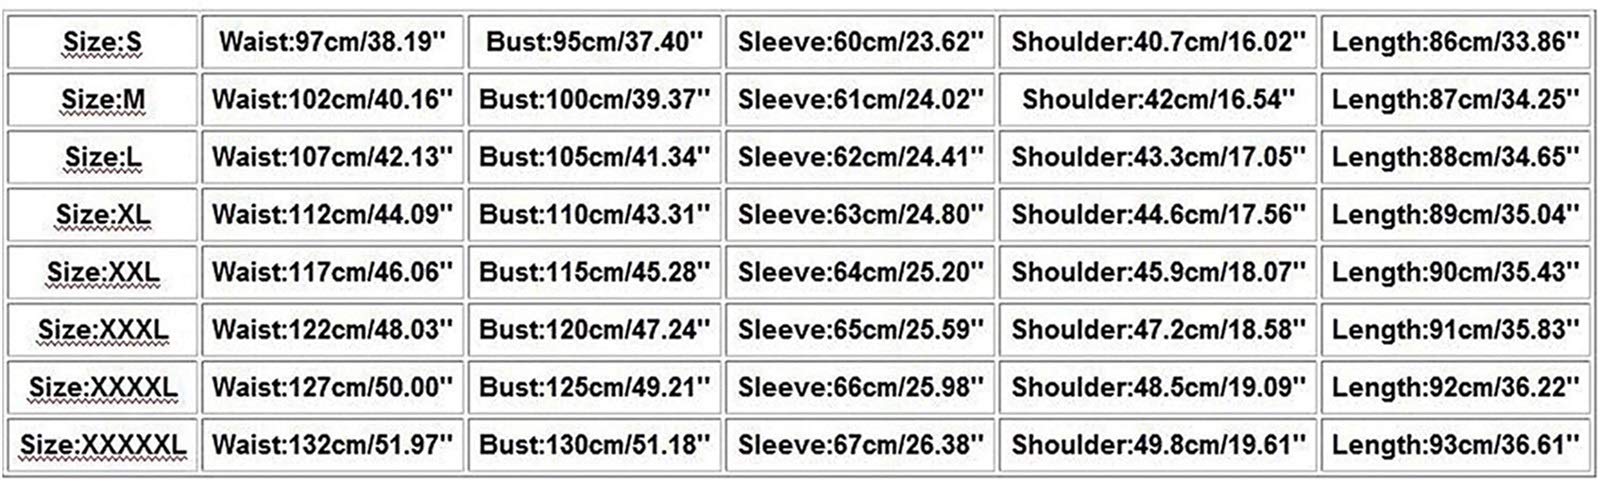 Size:S Waist:97cm/38.19'' Bust:95cm/37.40'' Sleeve:60cm/23.62'' Shoulder:40.7cm/16.02'' Length:86cm/33.86''
Size:M Waist:102cm/40.16'' Bust:100cm/39.37'' Sleeve:61cm/24.02'' Shoulder:42cm/16.54'' Length:87cm/34.25''
Size:L Waist:107cm/42.13'' Bust:105cm/41.34'' Sleeve:62cm/24.41'' Shoulder:43.3cm/17.05'' Length:88cm/34.65''
Size:XL Waist:112cm/44.09'' Bust:110cm/43.31'' Sleeve:63cm/24.80'' Shoulder:44.6cm/17.56'' Length:89cm/35.04''
Size:XXL Waist:117cm/46.06'' Bust:115cm/45.28'' Sleeve:64cm/25.20'' Shoulder:45.9cm/18.07'' Length:90cm/35.43''
Size:XXXL Waist:122cm/48.03'' Bust:120cm/47.24'' Sleeve:65cm/25.59'' Shoulder:47.2cm/18.58'' Length:91cm/35.83''
Size:XXXXL Waist:127cm/50.00'' Bust:125cm/49.21'' Sleeve:66cm/25.98'' Shoulder:48.5cm/19.09'' Length:92cm/36.22''
Size:XXXXXL Waist:132cm/51.97'' Bust:130cm/51.18'' Sleeve:67cm/26.38'' Shoulder:49.8cm/19.61'' Length:93cm/36.61''